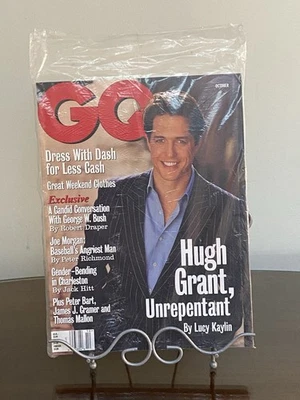 GQ
OCTOBER
Dress With Dash
for Less Cash
Great Weekend Clothes
Exclusive
A Candid Conversation
With George W. Bush
By Robert Draper
Joe Morgan:
Baseball's Angriest Man
By Peter Richmond
Gender-Bending
in Charleston
By Jack Hitt
Plus Peter Bart,
James J. Cramer and
Thomas Mallon
Hugh
Grant,
Unrepentant
By Lucy Kaylin